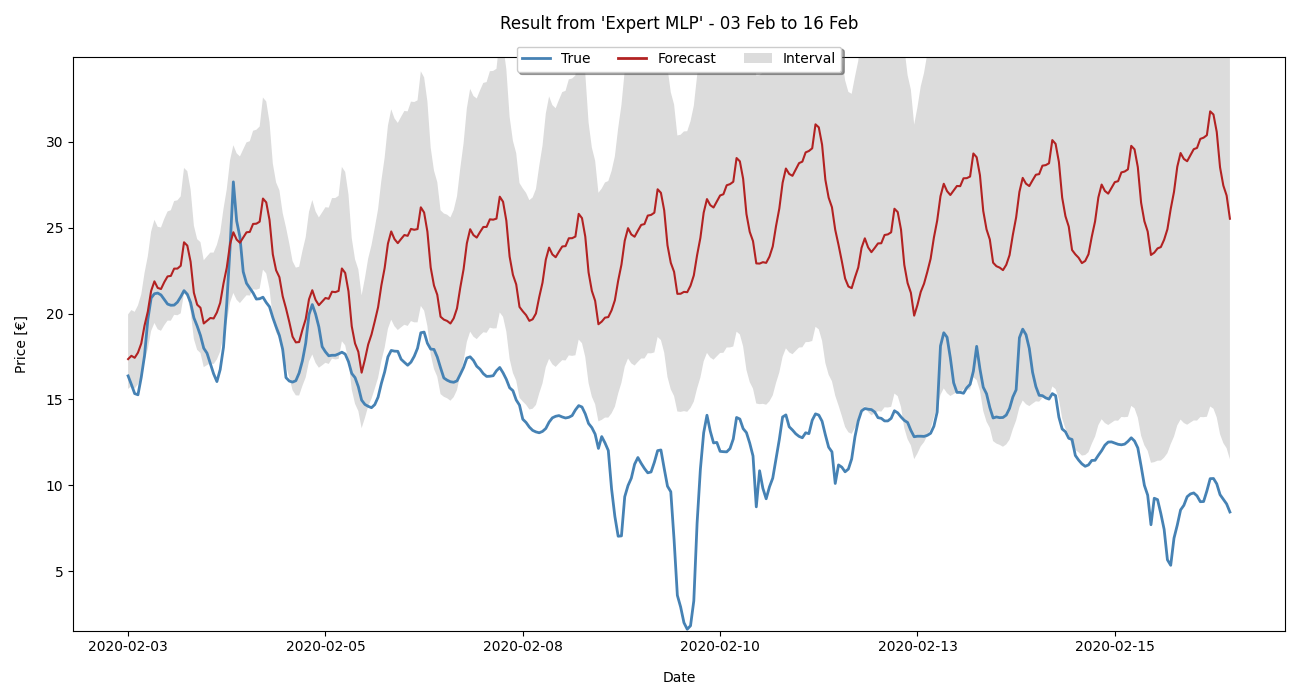 Result from 'Expert MLP' - 03 Feb to 16 Feb
True Forecast Interval
Price [€]
30
25
20
15
10
5
2020-02-03 2020-02-05 2020-02-08 2020-02-10 2020-02-13 2020-02-15
Date